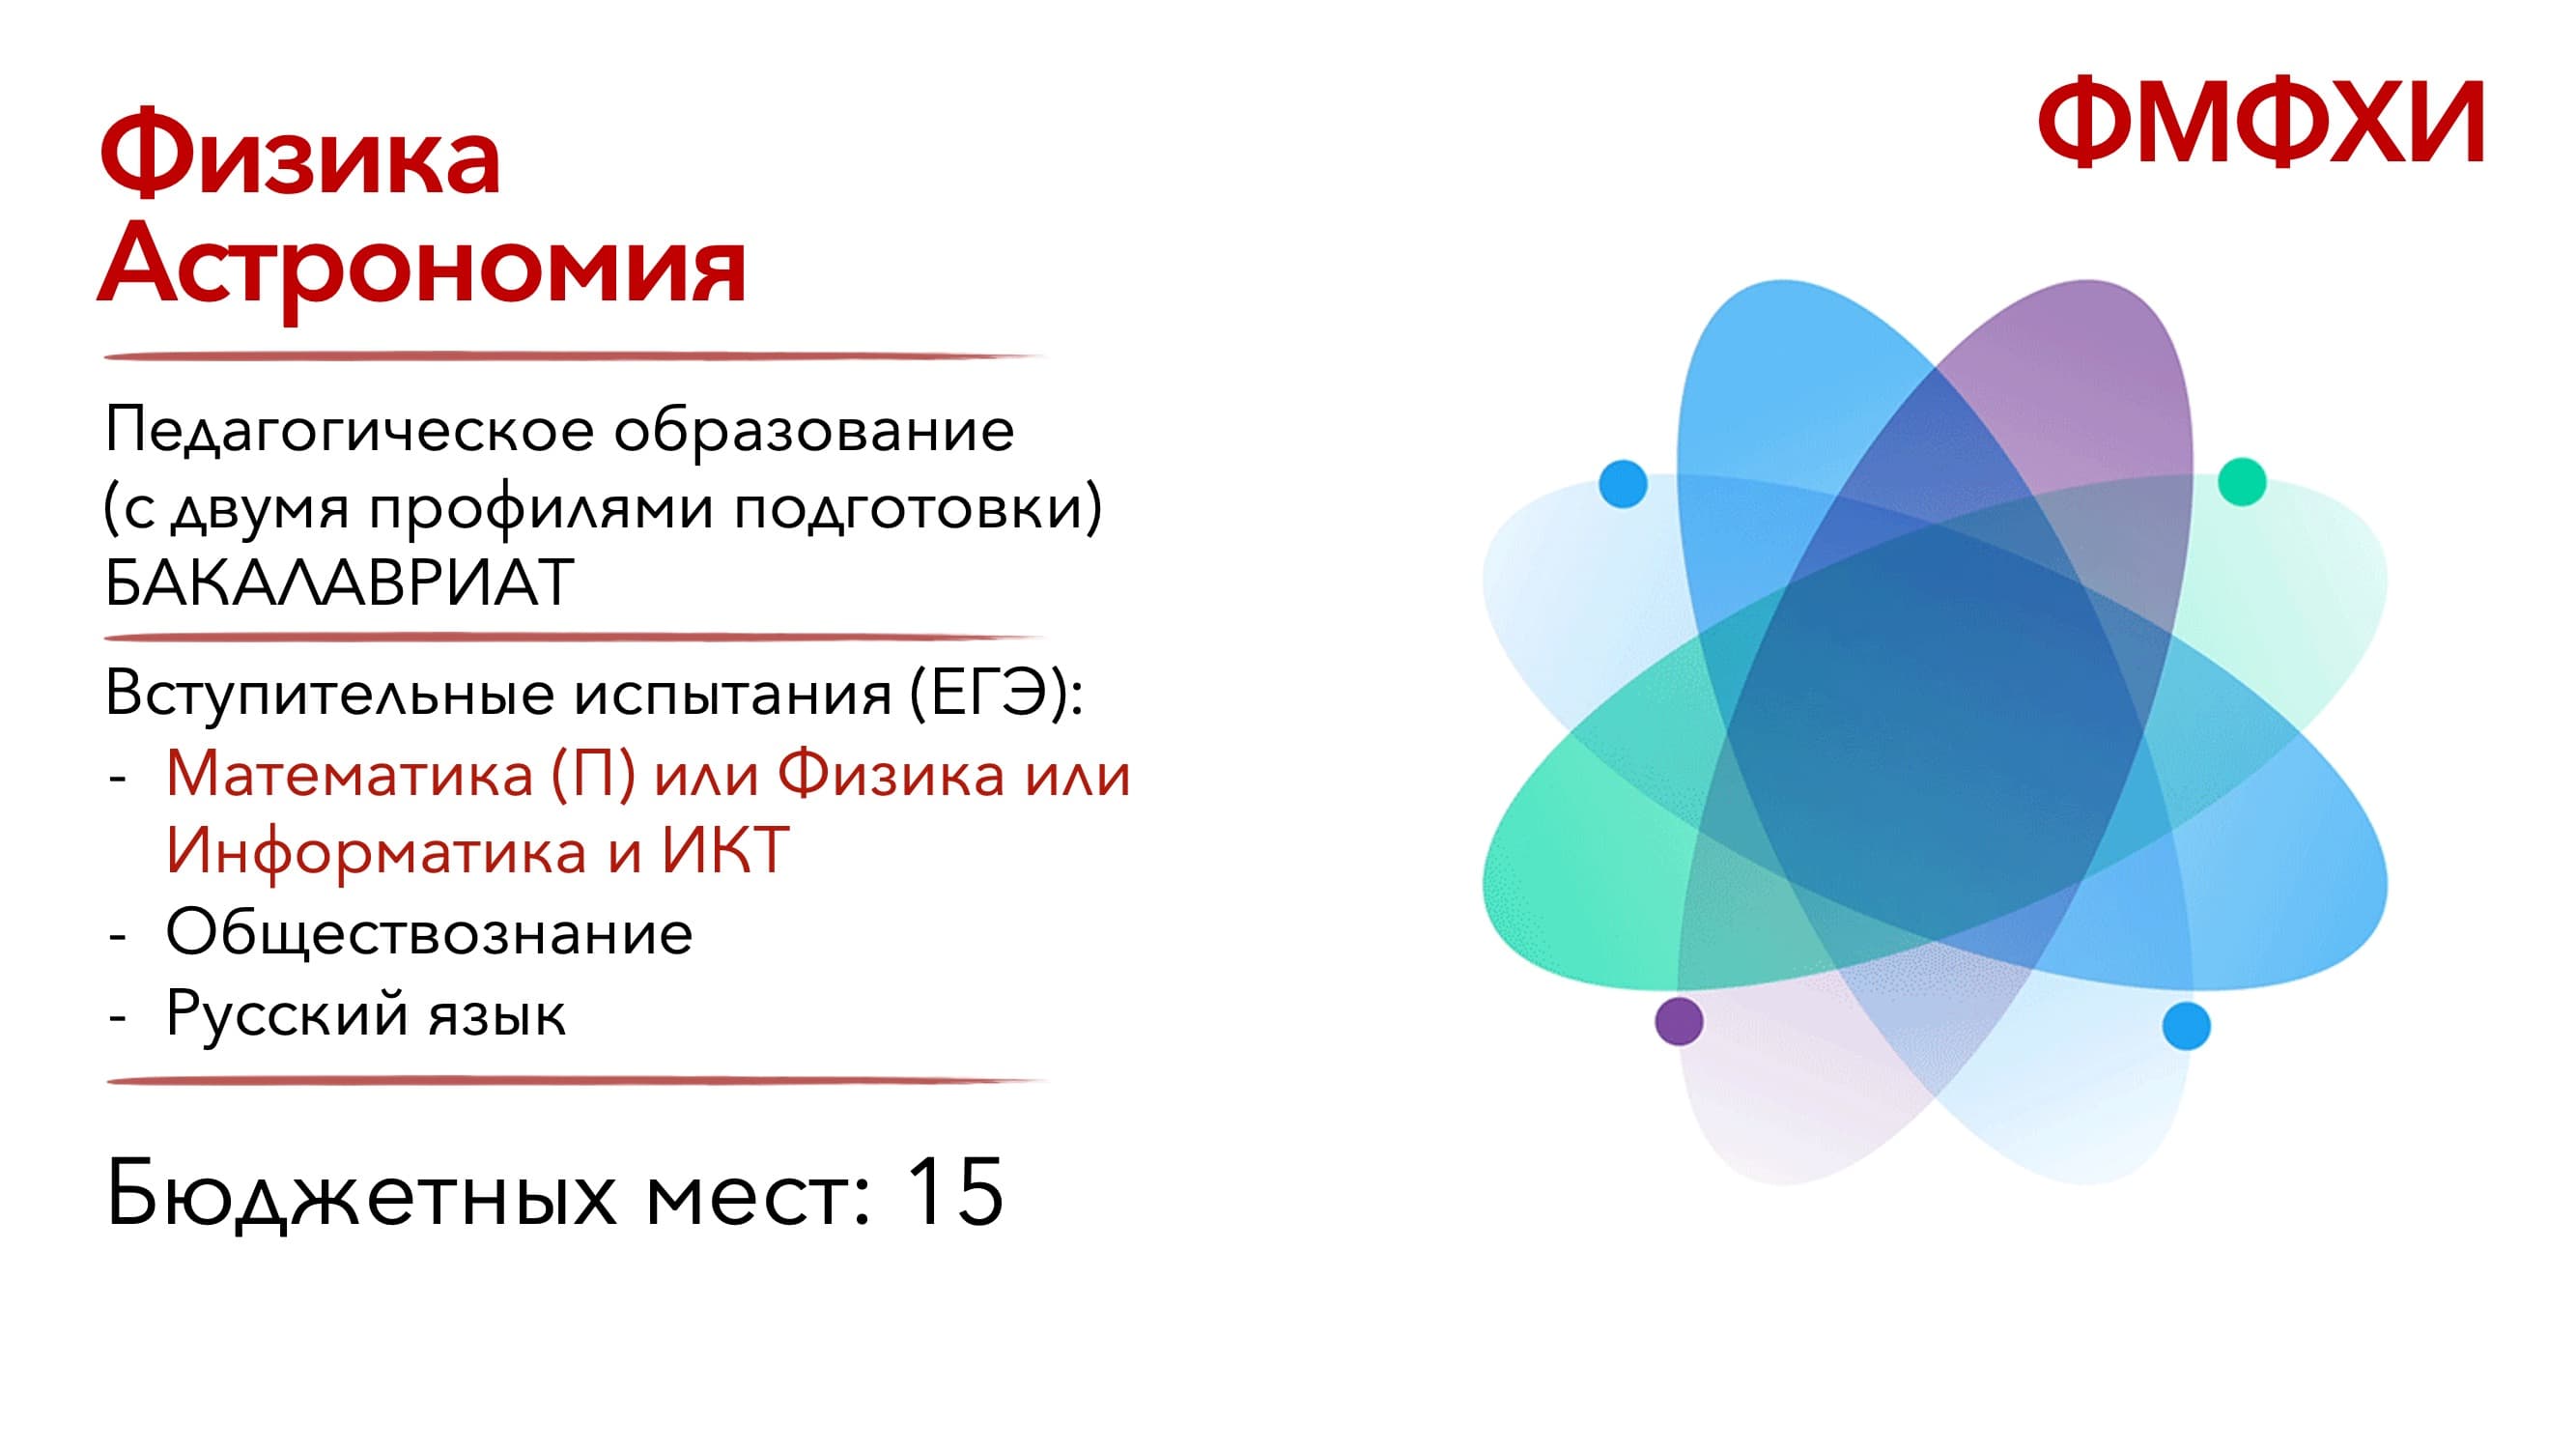 ФМФХИ
Физика
Астрономия
Педагогическое образование
(с двумя профилями подготовки)
БАКАЛАВРИАТ
Вступительные испытания (ЕГЭ):
- Математика (П) или Физика или
Информатика и ИКТ
- Обществознание
- Русский язык
Бюджетных мест: 15